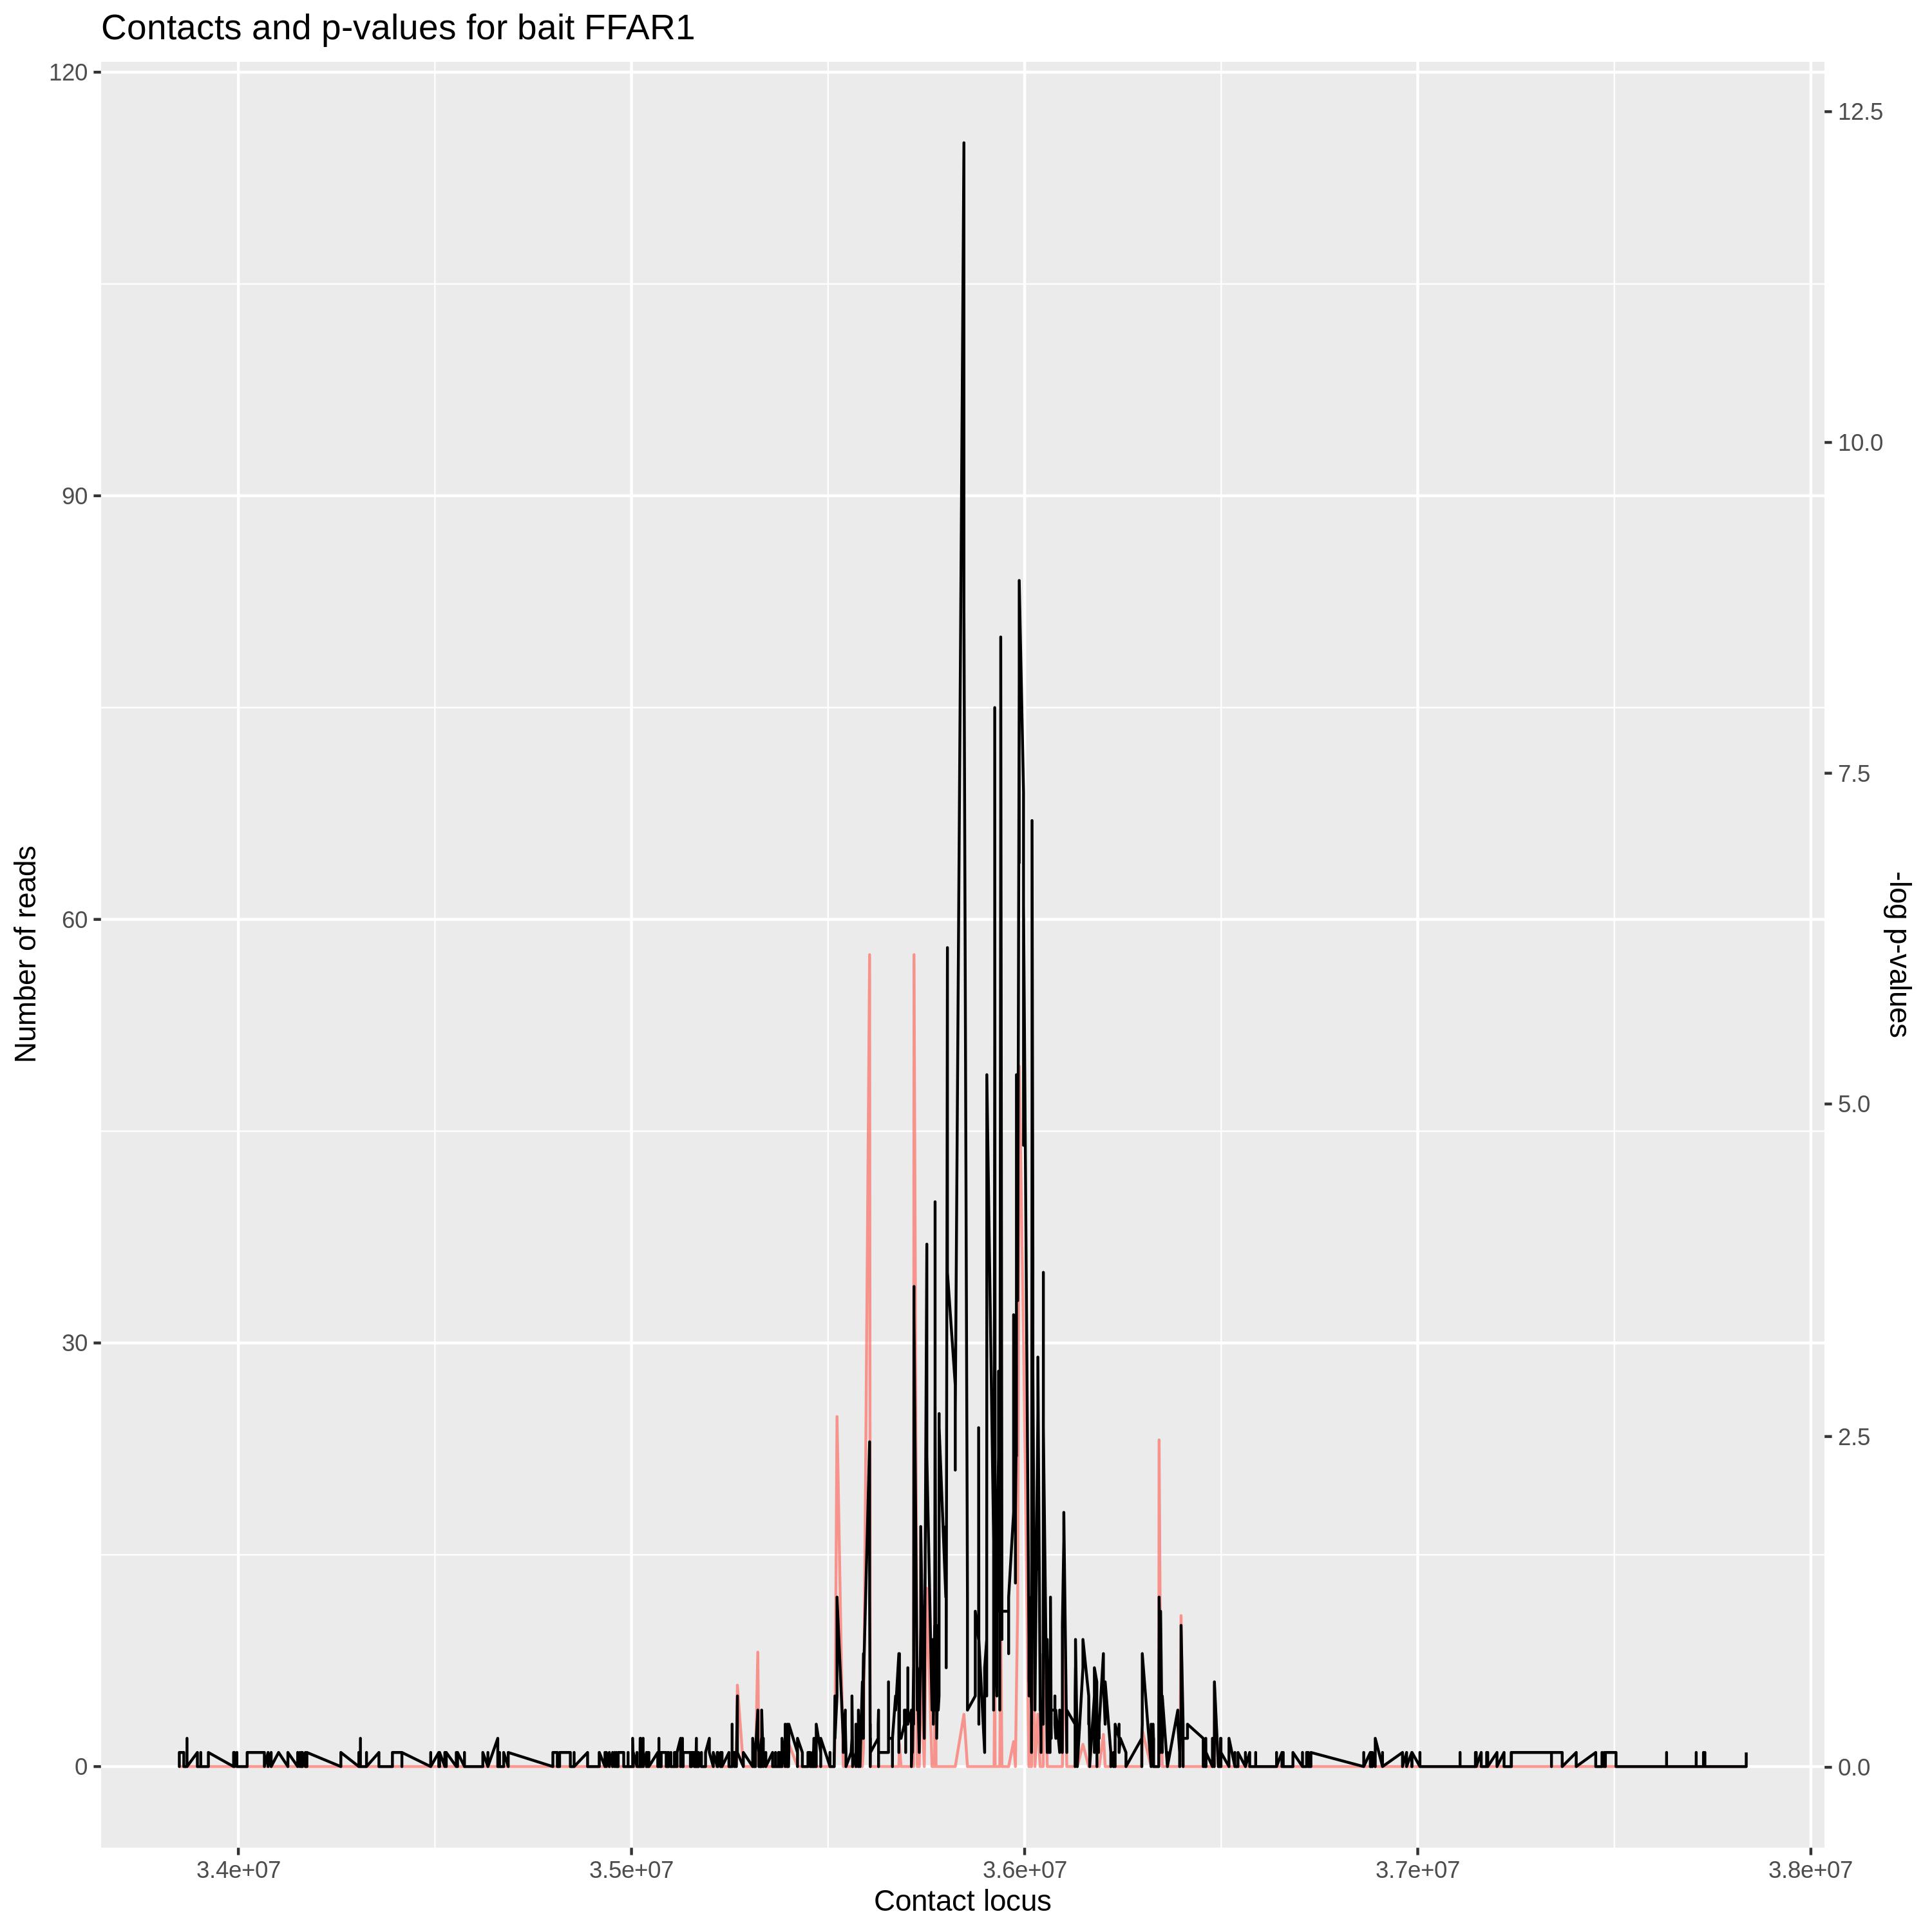 Contacts and p-values for bait FFAR1
120
90
60
30
0
Number of reads
12.5
10.0
7.5
5.0
2.5
0.0
-log p-values
3.4e+07 3.5e+07 3.6e+07 3.7e+07 3.8e+07
Contact locus